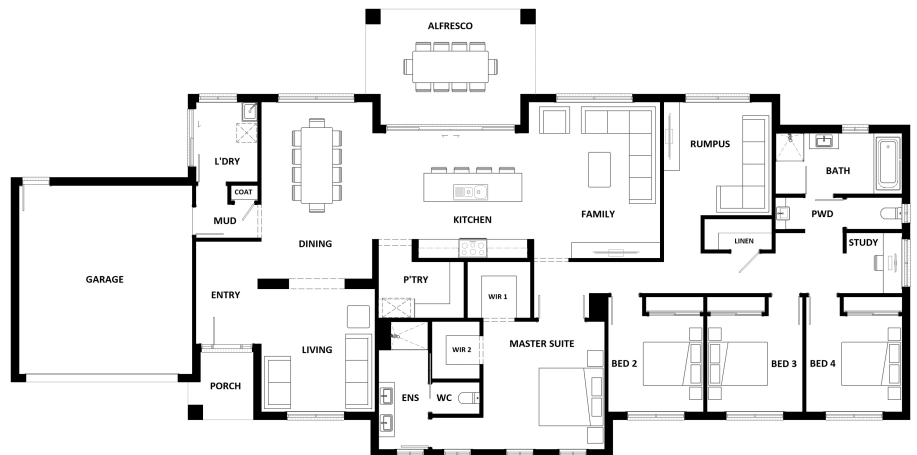 ALFRESCO
L'DRY
COAT
MUD
DINING
KITCHEN
FAMILY
RUMPUS
LINEN
BATH
PWD
STUDY
GARAGE
ENTRY
P'TRY
WIR 1
PORCH
LIVING
WIR 2
MASTER SUITE
ENS
WC
BED 2
BED 3
BED 4